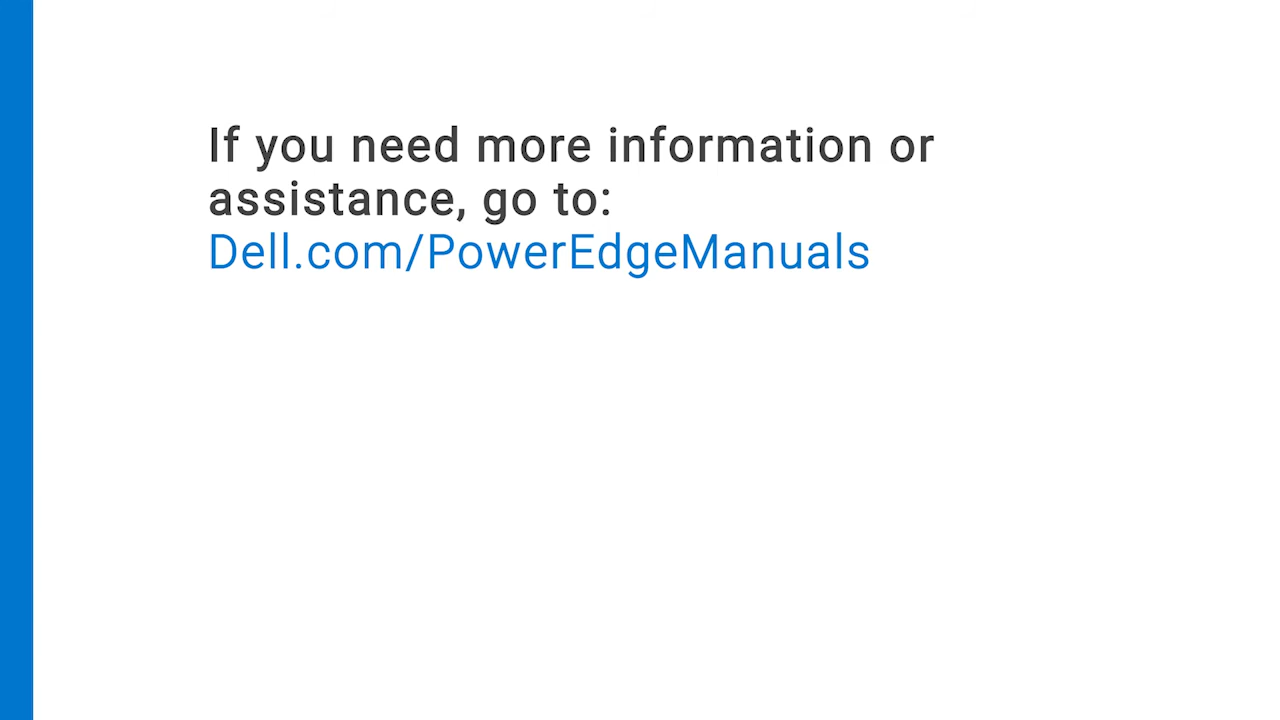 If you need more information or
assistance, go to:
Dell.com/PowerEdgeManuals